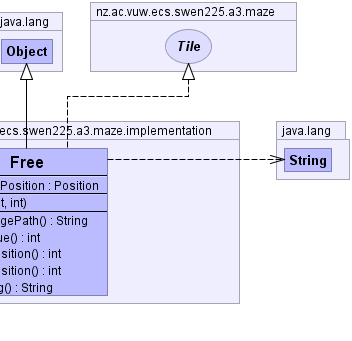 nz.ac.vuw.ecs.swen225.a3.maze
java.lang
Object
Tile
ecs.swen225.a3.maze.implementation
java.lang
Free
String
Position : Position
t, int)
gePath() : String
ue() : int
sition() : int
sition() : int
g() : String